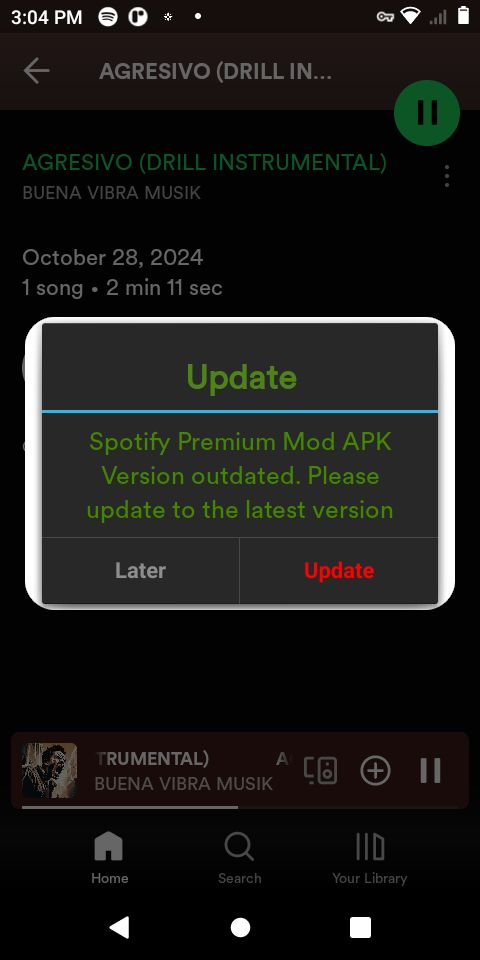 3:04 PM
AGRESIVO (DRILL IN...
AGRESIVO (DRILL INSTRUMENTAL)
BUENA VIBRA MUSIK
October 28, 2024
1 song • 2 min 11 sec
Update
Spotify Premium Mod APK
Version outdated. Please
update to the latest version
Later
Update
TRUMENTAL)
BUENA VIBRA MUSIK
Home
Search
Your Library